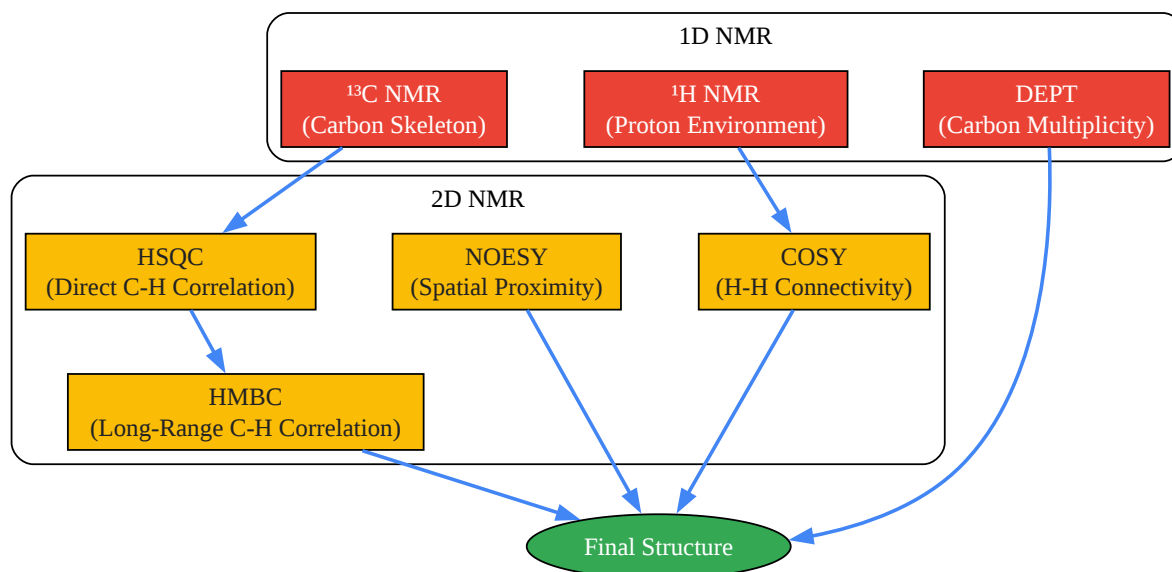 1D NMR
¹³C NMR
(Carbon Skeleton)
¹H NMR
(Proton Environment)
DEPT
(Carbon Multiplicity)
2D NMR
HSQC
(Direct C-H Correlation)
NOESY
(Spatial Proximity)
COSY
(H-H Connectivity)
HMBC
(Long-Range C-H Correlation)
Final Structure